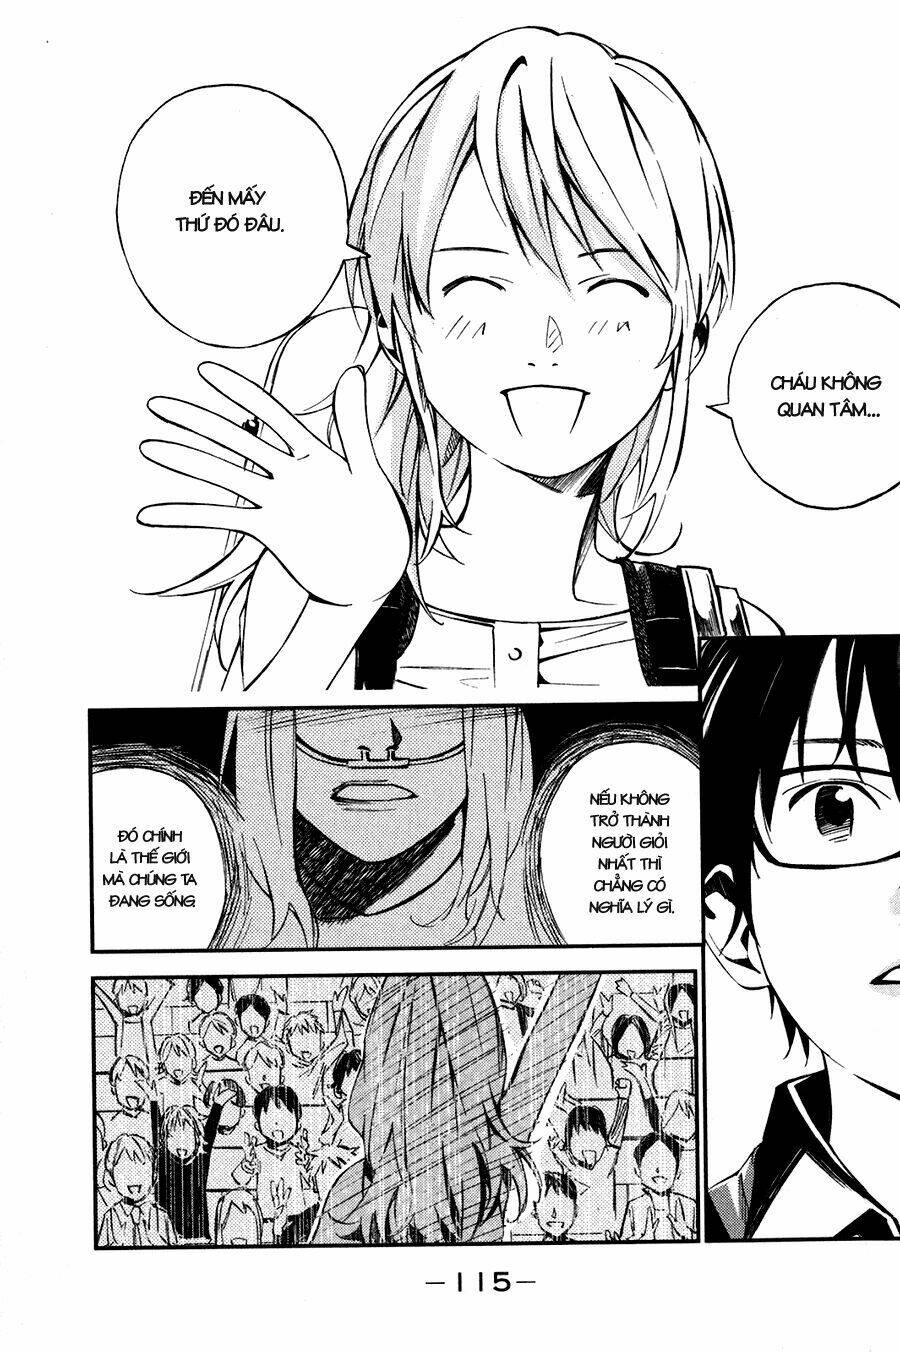 CHÁU KHÔNG
QUAN TÂM...
ĐẾN MẤY
THỨ ĐÓ ĐÂU.
NẾU KHÔNG
TRỞ THÀNH
NGƯỜI GIỎI
NHẤT THÌ
CHẲNG CÓ
NGHĨA LÝ GÌ.
ĐÓ CHÍNH
LÀ THẾ GIỚI
MÀ CHÚNG TA
ĐANG SỐNG
-115-